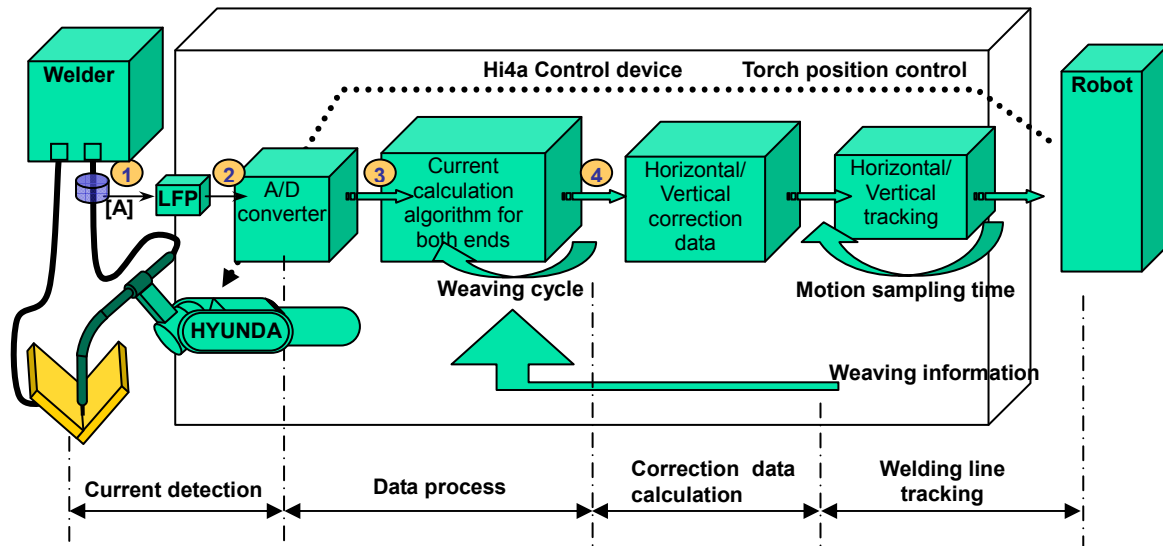 Welder
Hi4a Control device
Torch position control
Robot
1
[A]
LFP
2
A/D
converter
3
Current
calculation
algorithm for
both ends
4
Horizontal/
Vertical
correction
data
Horizontal/
Vertical
tracking
Weaving cycle
Motion sampling time
HYUNDA
Weaving information
Current detection
Data process
Correction data
calculation
Welding line
tracking